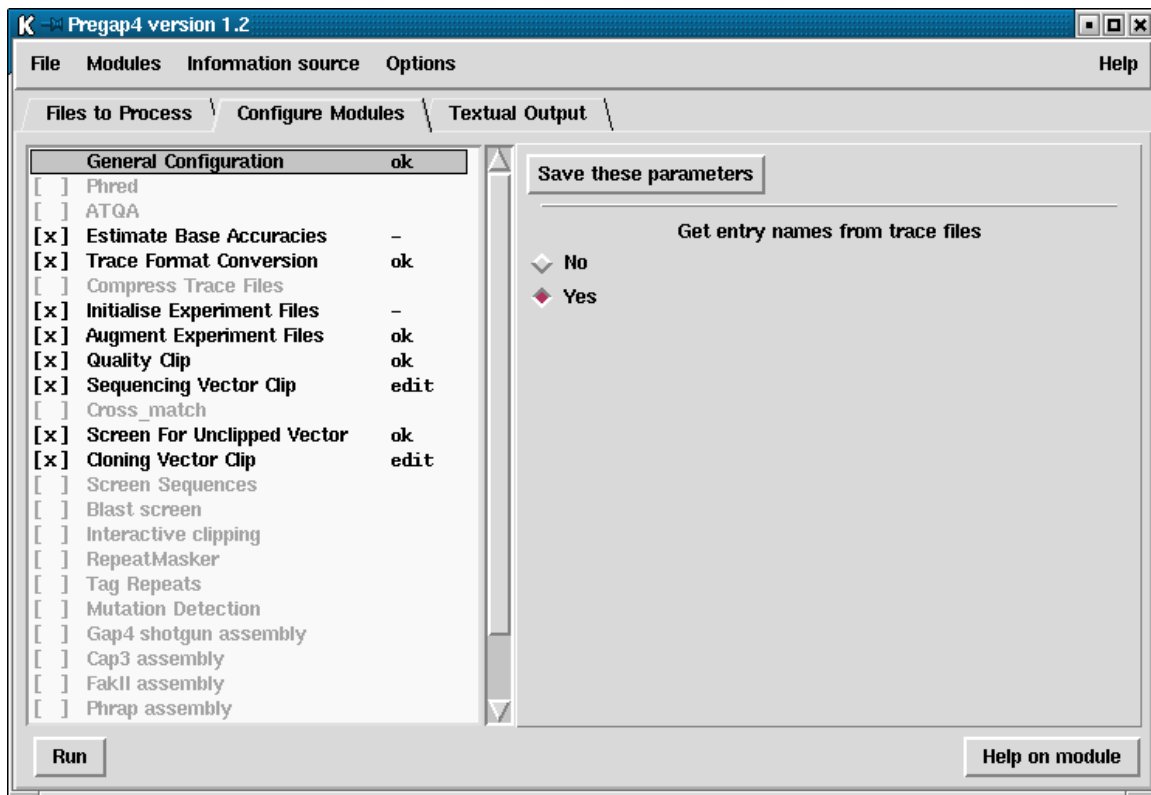 Pregap4 version 1.2
File Modules Information source Options Help
Files to Process Configure Modules Textual Output
General Configuration ok
[ ] Phred
[ ] ATQA
[x] Estimate Base Accuracies -
[x] Trace Format Conversion ok
[ ] Compress Trace Files
[x] Initialise Experiment Files -
[x] Augment Experiment Files ok
[x] Quality Clip ok
[x] Sequencing Vector Clip edit
[ ] Cross_match
[x] Screen For Unclipped Vector ok
[x] Cloning Vector Clip edit
[ ] Screen Sequences
[ ] Blast screen
[ ] Interactive clipping
[ ] RepeatMasker
[ ] Tag Repeats
[ ] Mutation Detection
[ ] Gap4 shotgun assembly
[ ] Cap3 assembly
[ ] FakII assembly
[ ] Phrap assembly
Save these parameters
Get entry names from trace files
No
Yes
Run Help on module